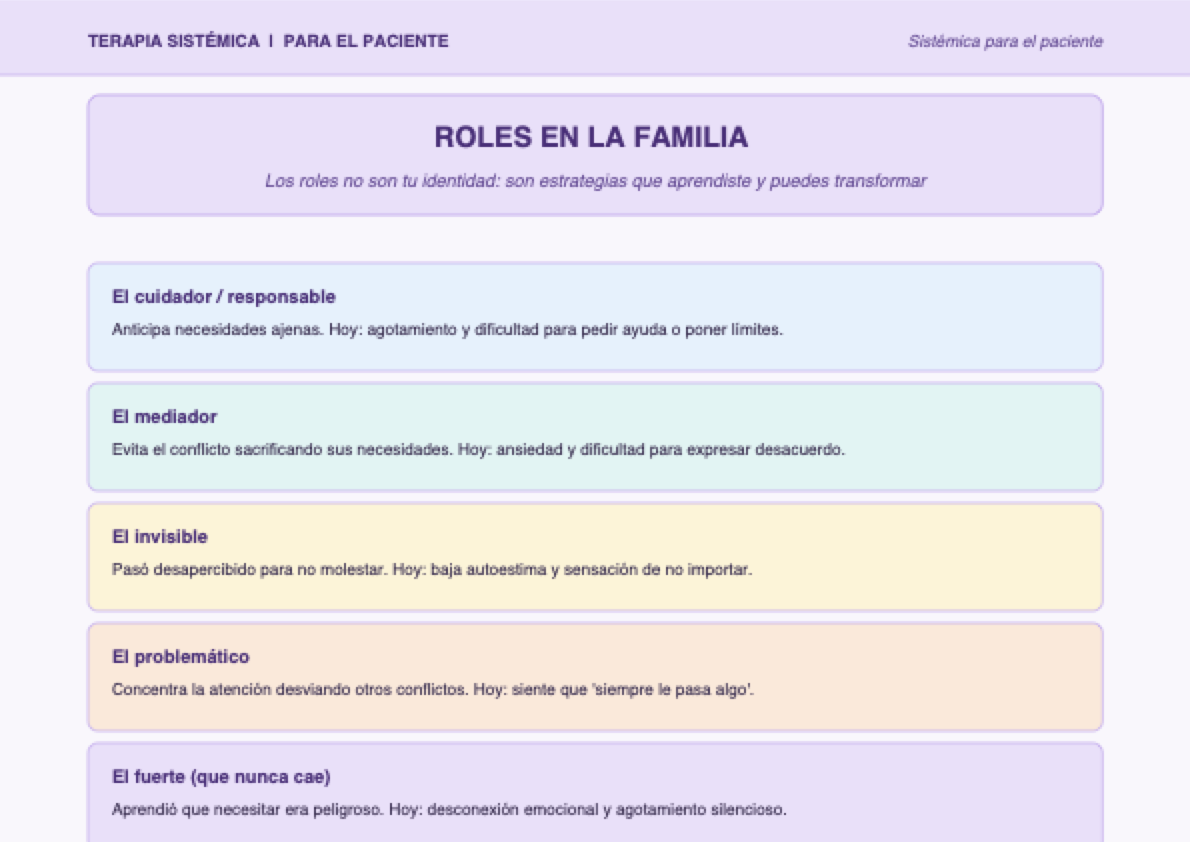 TERAPIA SISTÉMICA | PARA EL PACIENTE
Sistémica para el paciente
ROLES EN LA FAMILIA
Los roles no son tu identidad: son estrategias que aprendiste y puedes transformar
El cuidador / responsable
Anticipa necesidades ajenas. Hoy: agotamiento y dificultad para pedir ayuda o poner límites.
El mediador
Evita el conflicto sacrificando sus necesidades. Hoy: ansiedad y dificultad para expresar desacuerdo.
El invisible
Pasó desapercibido para no molestar. Hoy: baja autoestima y sensación de no importar.
El problemático
Concentra la atención desviando otros conflictos. Hoy: siente que 'siempre le pasa algo'.
El fuerte (que nunca cae)
Aprendió que necesitar era peligroso. Hoy: desconexión emocional y agotamiento silencioso.